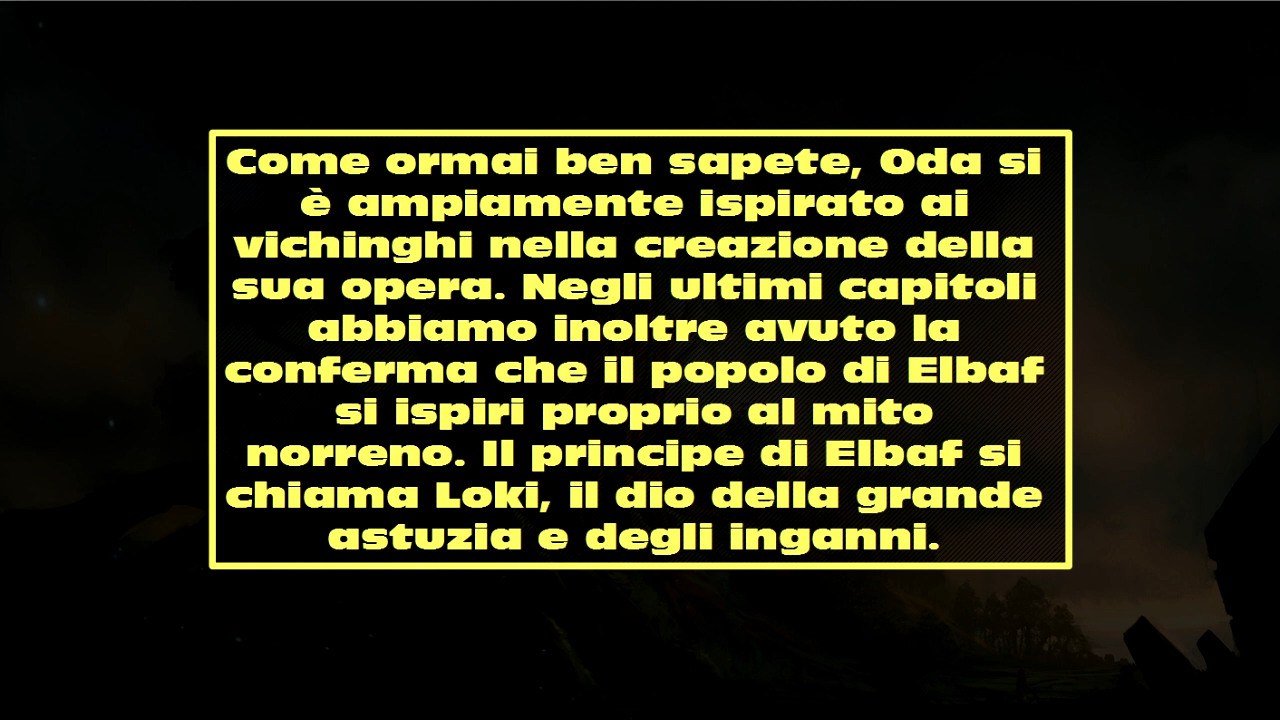 Come ormai ben sapete, Oda si
è ampiamente ispirato ai
vichinghi nella creazione della
sua opera. Negli ultimi capitoli
abbiamo inoltre avuto la
conferma che il popolo di Elbaf
si ispiri proprio al mito
norreno. Il principe di Elbaf si
chiama Loki, il dio della grande
astuzia e degli inganni.